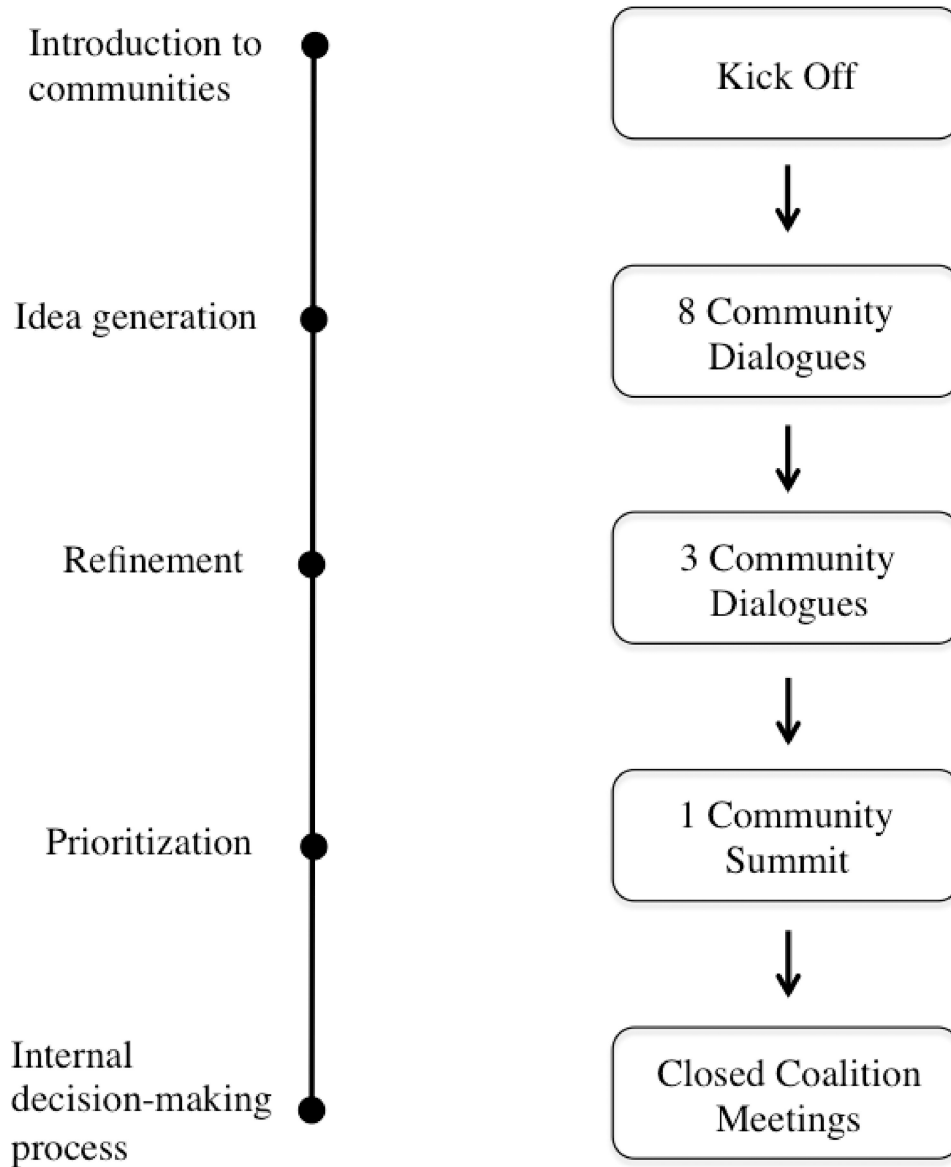 Introduction to
communities
Kick Off
Idea generation
8 Community
Dialogues
Refinement
3 Community
Dialogues
Prioritization
1 Community
Summit
Internal
decision-making
process
Closed Coalition
Meetings